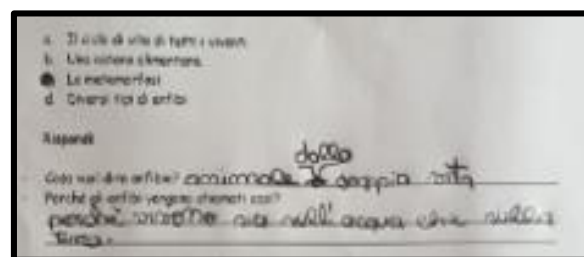 a. Il ciclo di vita di tutti i viventi.
b. Una catena alimentare.
La metamorfosi
d. Diversi tipi di anfibi
Rispondi
dalla
Cosa vuol dire anfibio? animale doppia vita
Perché gli anfibi vengono chiamati così?
perché vivono sia nell' acqua che sulla
terra.